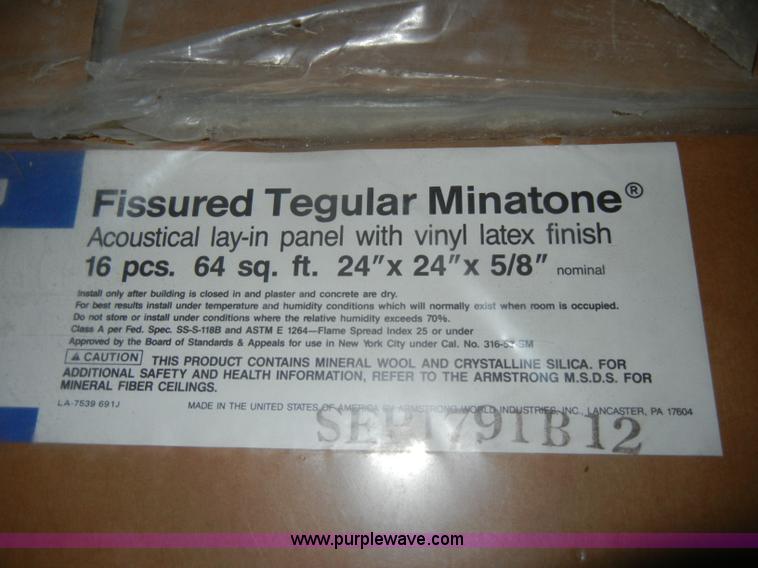 Fissured Tegular Minatone®
Acoustical lay-in panel with vinyl latex finish
16 pcs. 64 sq. ft. 24"x 24"x 5/8" nominal
Install only after building is closed in and plaster and concrete are dry.
For best results install under temperature and humidity conditions which will normally exist when room is occupied.
Do not store or install under conditions where the relative humidity exceeds 70%.
Class A per Fed. Spec. SS-S-118B and ASTM E 1264—Flame Spread Index 25 or under
Approved by the Board of Standards & Appeals for use in New York City under Cal. No. SM
⚠ CAUTION THIS PRODUCT CONTAINS MINERAL WOOL AND CRYSTALLINE SILICA. FOR
ADDITIONAL SAFETY AND HEALTH INFORMATION, REFER TO THE ARMSTRONG M.S.D.S. FOR
MINERAL FIBER CEILINGS.
LA-7539 691J MADE IN THE UNITED STATES OF AMERICA BY ARMSTRONG WORLD INDUSTRIES, INC., LANCASTER, PA 17604
SEP1791B12
www.purplewave.com